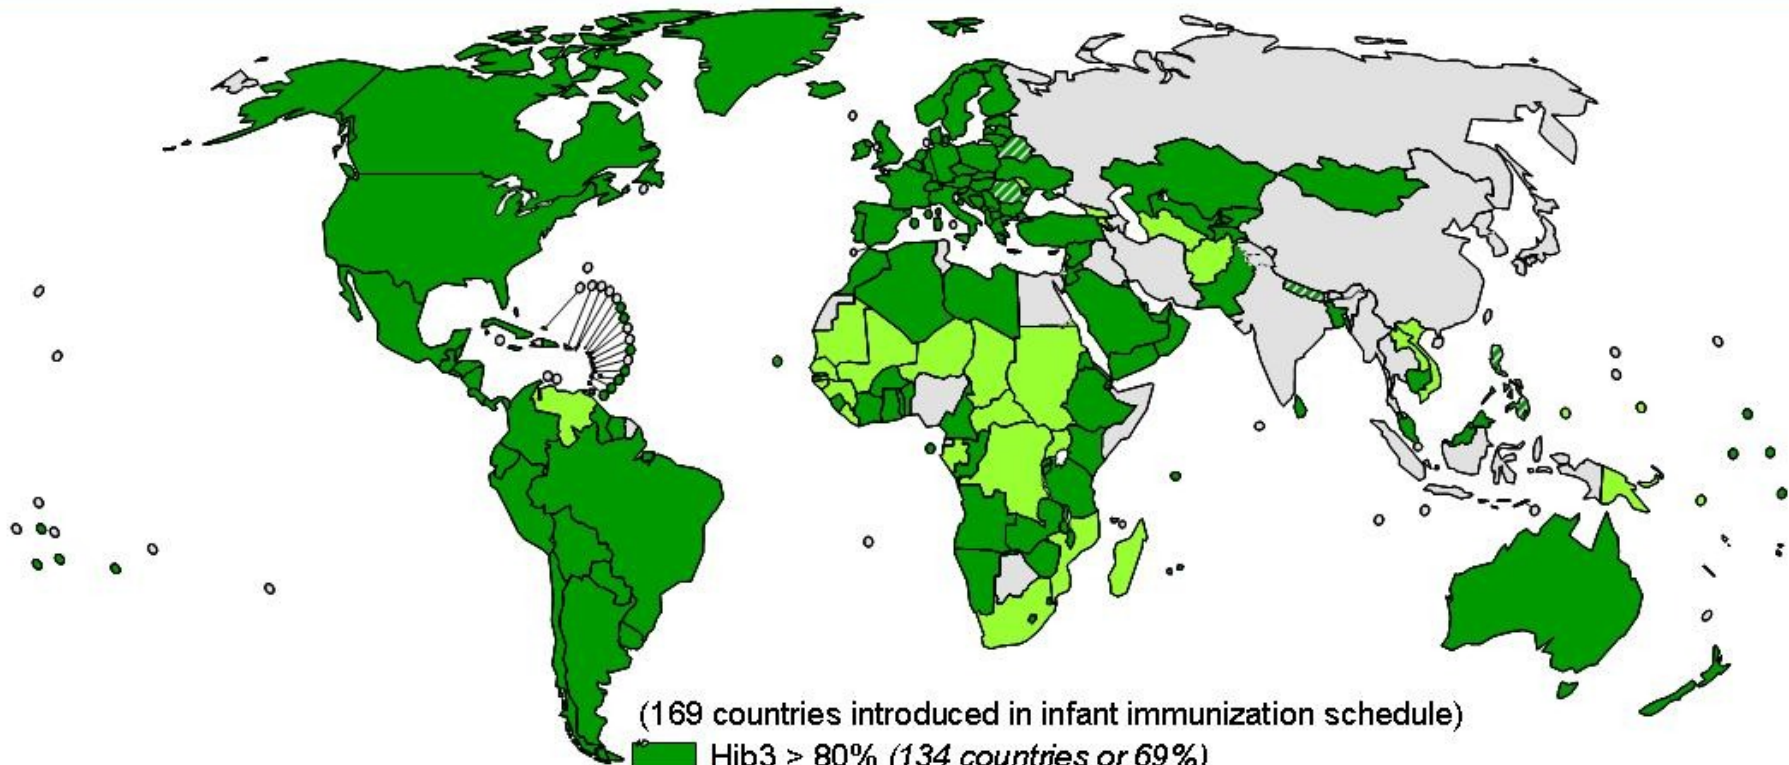 (169 countries introduced in infant immunization schedule)
Hib3 > 80% (134 countries or 69%)